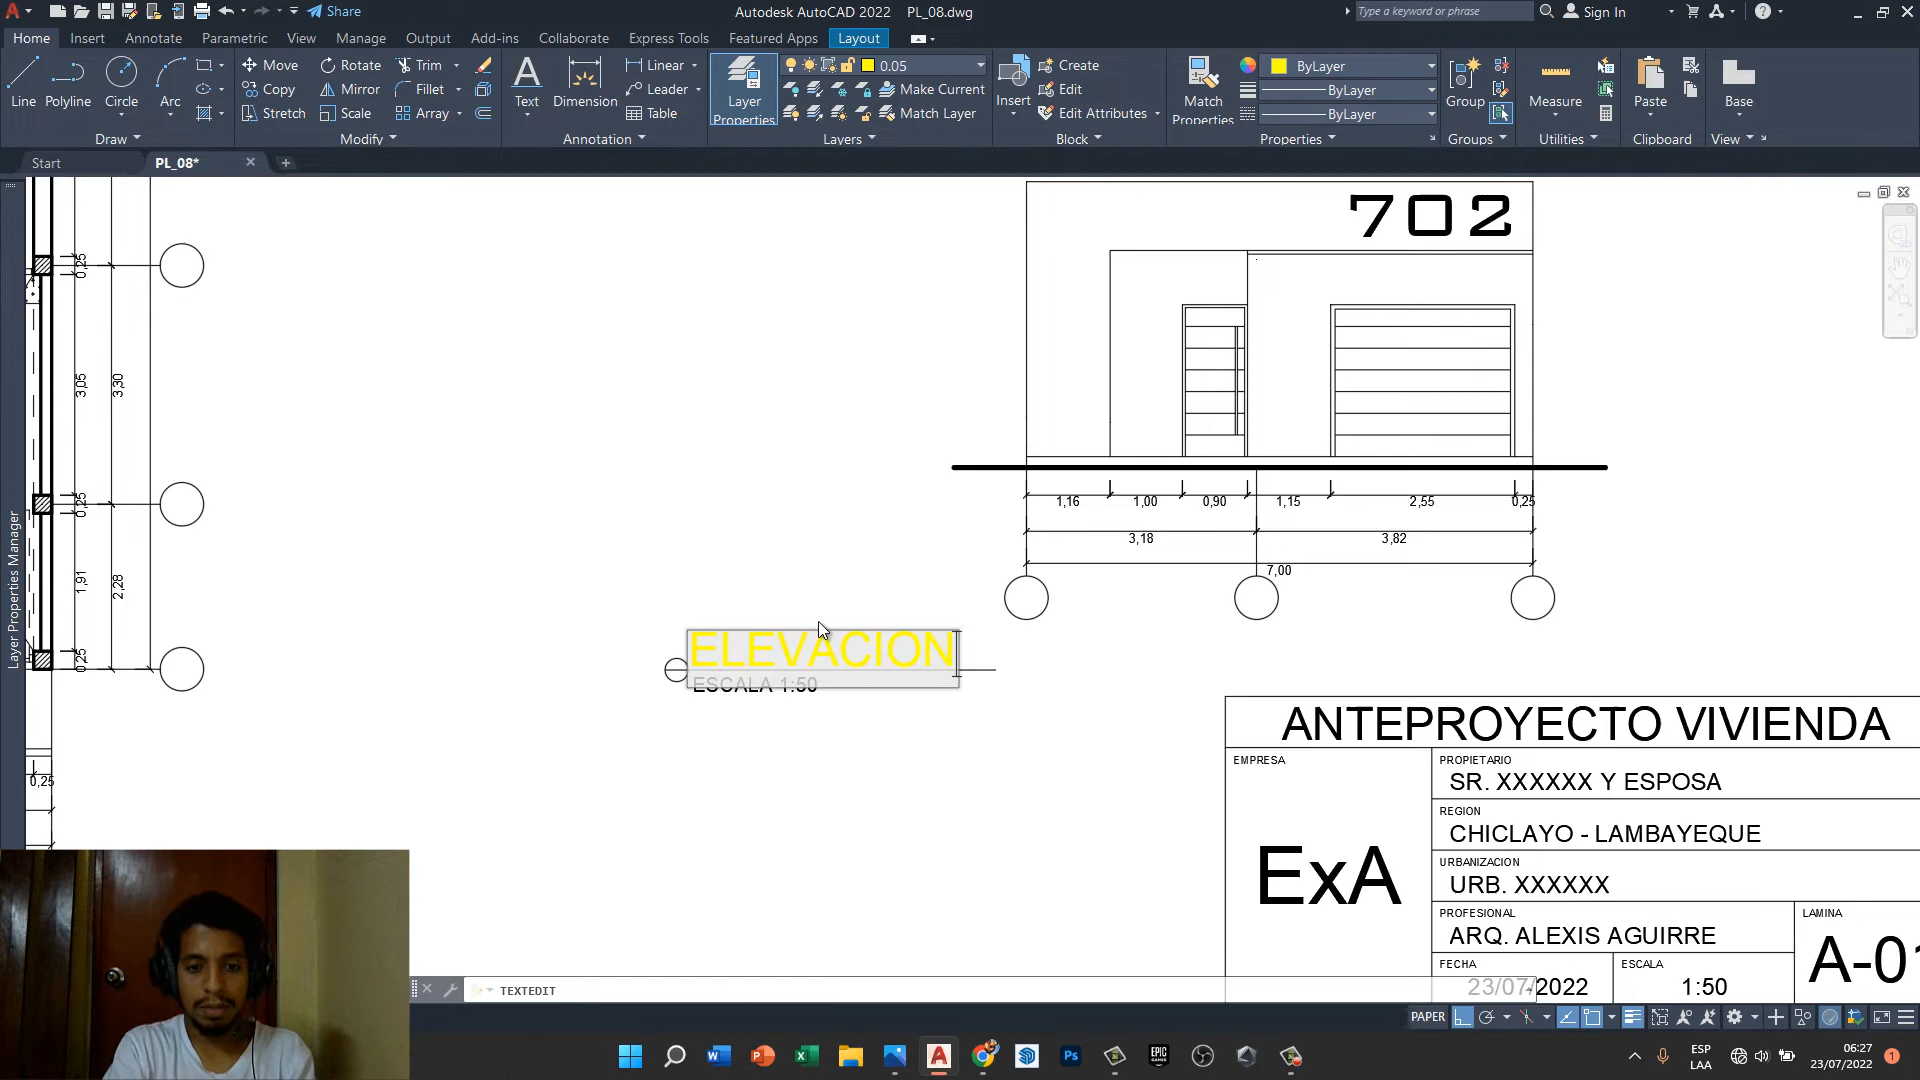 Share
Autodesk AutoCAD 2022 PL_08.dwg
Type a keyword or phrase
Sign In
Home Insert Annotate Parametric View Manage Output Add-ins Collaborate Express Tools Featured Apps Layout
Line
Polyline
Circle
Arc
Draw
Move
Rotate
Trim
Copy
Mirror
Fillet
Stretch
Scale
Array
Modify
Text
Dimension
Linear
Leader
Table
Annotation
Layer
Properties
0.05
Make Current
Match Layer
Layers
Insert
Create
Edit
Edit Attributes
Block
Match
Properties
ByLayer
ByLayer
ByLayer
Properties
Group
Groups
Measure
Utilities
Paste
Clipboard
Base
View
Start
PL_08*
Layer Properties Manager
0,25
3,05
3,30
0,25
1,91
2,28
0,25
0,25
702
1,16 1,00 0,90 1,15 2,55 0,25
3,18 3,82
7,00
ELEVACION
ESCALA 1:50
ANTEPROYECTO VIVIENDA
EMPRESA
ExA
PROPIETARIO
SR. XXXXXX Y ESPOSA
REGION
CHICLAYO - LAMBAYEQUE
URBANIZACION
URB. XXXXXX
PROFESIONAL
ARQ. ALEXIS AGUIRRE
LAMINA
A-01
FECHA
23/07/2022
ESCALA
1:50
TEXTEDIT
PAPER
EPIC
GAMES
ESP
LAA
06:27
23/07/2022
1